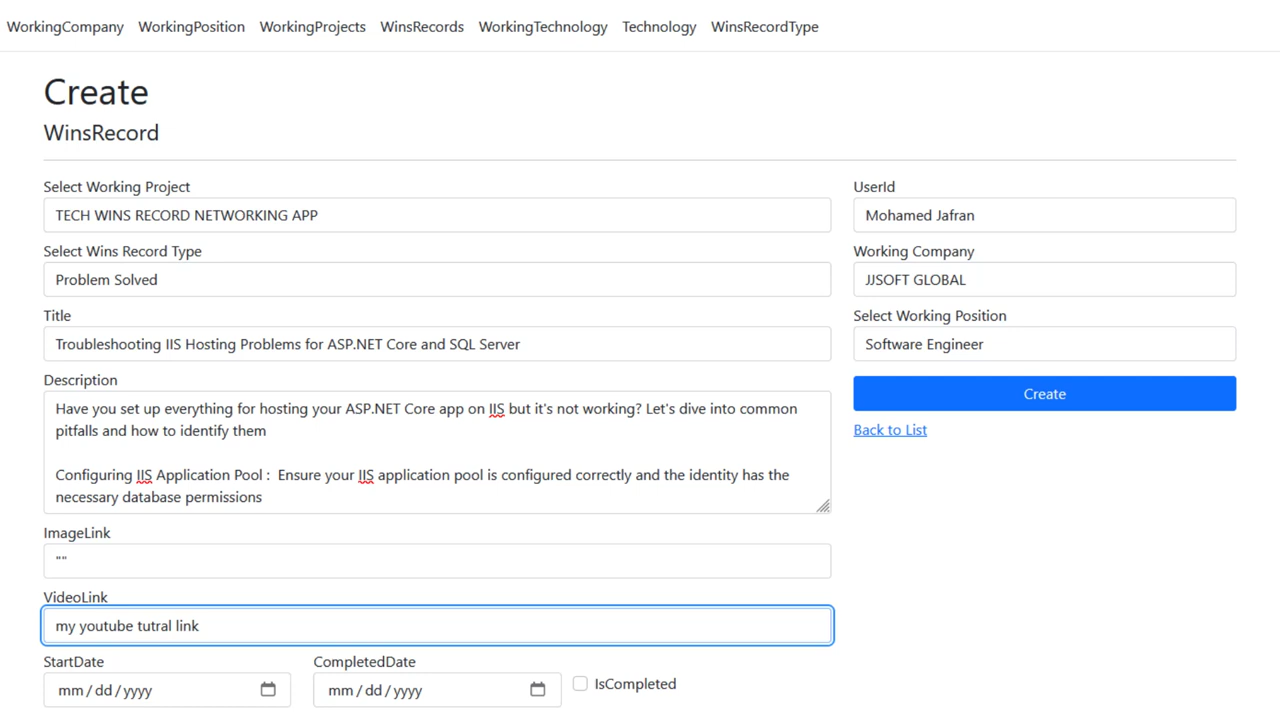 WorkingCompany WorkingPosition WorkingProjects WinsRecords WorkingTechnology Technology WinsRecordType
Create
WinsRecord
Select Working Project
TECH WINS RECORD NETWORKING APP
Select Wins Record Type
Problem Solved
Title
Troubleshooting IIS Hosting Problems for ASP.NET Core and SQL Server
Description
Have you set up everything for hosting your ASP.NET Core app on IIS but it's not working? Let's dive into common
pitfalls and how to identify them
Configuring IIS Application Pool :  Ensure your IIS application pool is configured correctly and the identity has the
necessary database permissions
ImageLink
""
VideoLink
my youtube tutral link
StartDate
mm/dd/yyyy
CompletedDate
mm/dd/yyyy
IsCompleted
UserId
Mohamed Jafran
Working Company
JJSOFT GLOBAL
Select Working Position
Software Engineer
Create
Back to List